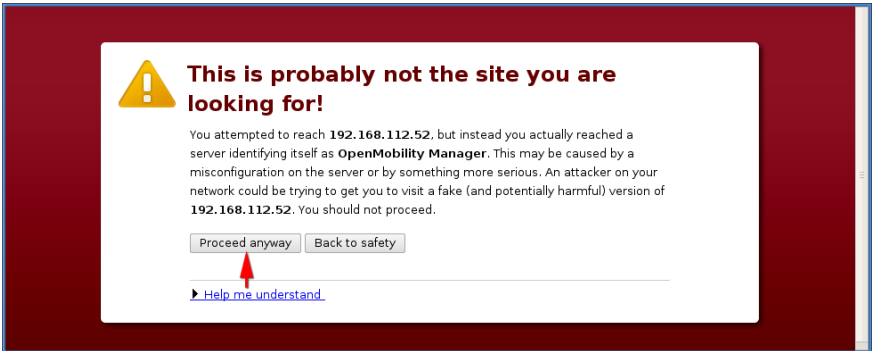 This is probably not the site you are
looking for!
You attempted to reach 192.168.112.52, but instead you actually reached a
server identifying itself as OpenMobility Manager. This may be caused by a
misconfiguration on the server or by something more serious. An attacker on your
network could be trying to get you to visit a fake (and potentially harmful) version of
192.168.112.52. You should not proceed.
Proceed anyway Back to safety
Help me understand